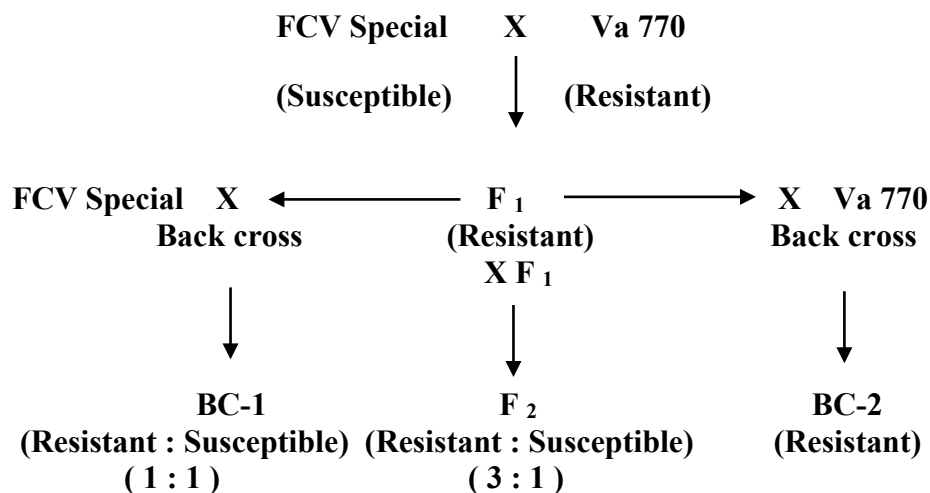 FCV Special X Va 770
(Susceptible) (Resistant)
FCV Special X F 1 X Va 770
Back cross (Resistant) Back cross
X F 1
BC-1 F 2 BC-2
(Resistant : Susceptible) (Resistant : Susceptible) (Resistant)
( 1 : 1 ) ( 3 : 1 )